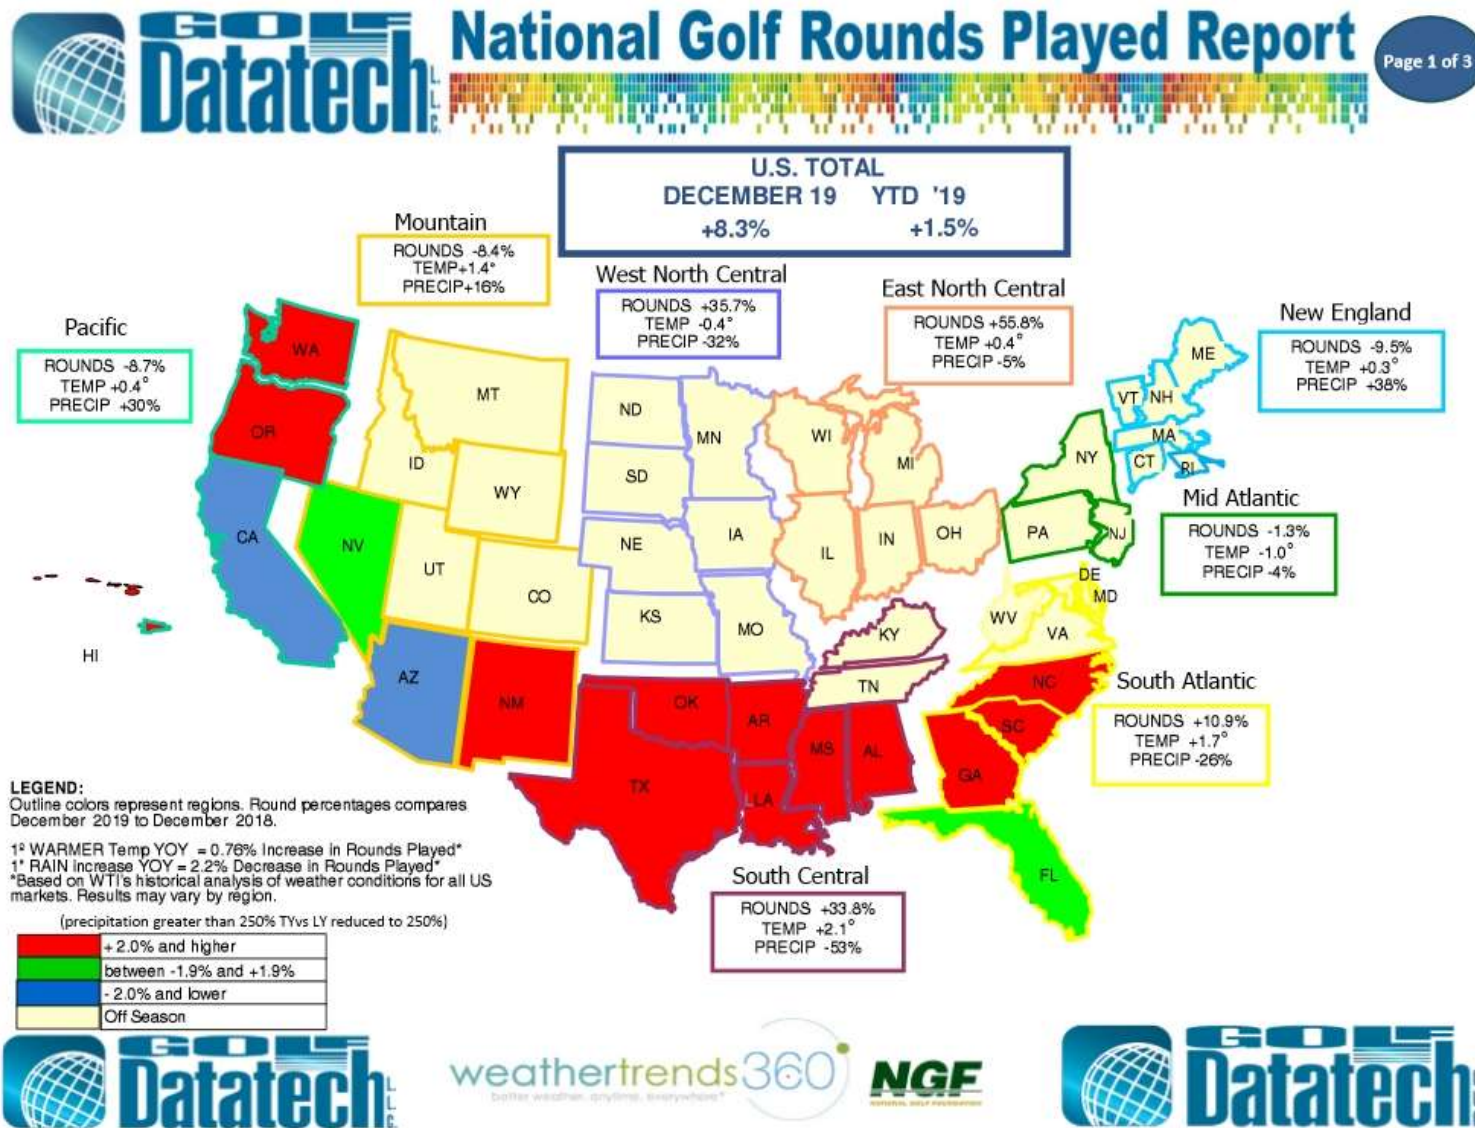 GOLF
Datatech L.L.C.
National Golf Rounds Played Report
Page 1 of 3
U.S. TOTAL
DECEMBER 19 YTD '19
+8.3% +1.5%
Mountain
ROUNDS -8.4%
TEMP+1.4°
PRECIP+16%
West North Central
ROUNDS +35.7%
TEMP -0.4°
PRECIP -32%
East North Central
ROUNDS +55.8%
TEMP +0.4°
PRECIP -5%
New England
ROUNDS -9.5%
TEMP +0.3°
PRECIP +38%
Pacific
ROUNDS -8.7%
TEMP +0.4°
PRECIP +30%
WA
OR
CA
NV
HI
MT
ID
WY
UT
CO
AZ
NM
ND
SD
NE
KS
MN
IA
MO
WI
MI
IL
IN
OH
ME
VT
NH
MA
CT
RI
NY
PA
NJ
Mid Atlantic
ROUNDS -1.3%
TEMP -1.0°
PRECIP -4%
DE
MD
WV
VA
KY
TN
NC
SC
GA
FL
OK
AR
TX
LLA
MS
AL
South Atlantic
ROUNDS +10.9%
TEMP +1.7°
PRECIP -26%
South Central
ROUNDS +33.8%
TEMP +2.1°
PRECIP -53%
LEGEND:
Outline colors represent regions. Round percentages compares
December 2019 to December 2018.
1º WARMER Temp YOY = 0.76% Increase in Rounds Played*
1" RAIN increase YOY = 2.2% Decrease in Rounds Played*
*Based on WTI's historical analysis of weather conditions for all US
markets. Results may vary by region.
(precipitation greater than 250% TYvs LY reduced to 250%)
+ 2.0% and higher
between -1.9% and +1.9%
- 2.0% and lower
Off Season
GOLF
Datatech L.L.C.
weathertrends360
better weather. anytime. everywhere®
NGF
NATIONAL GOLF FOUNDATION
GOLF
Datatech